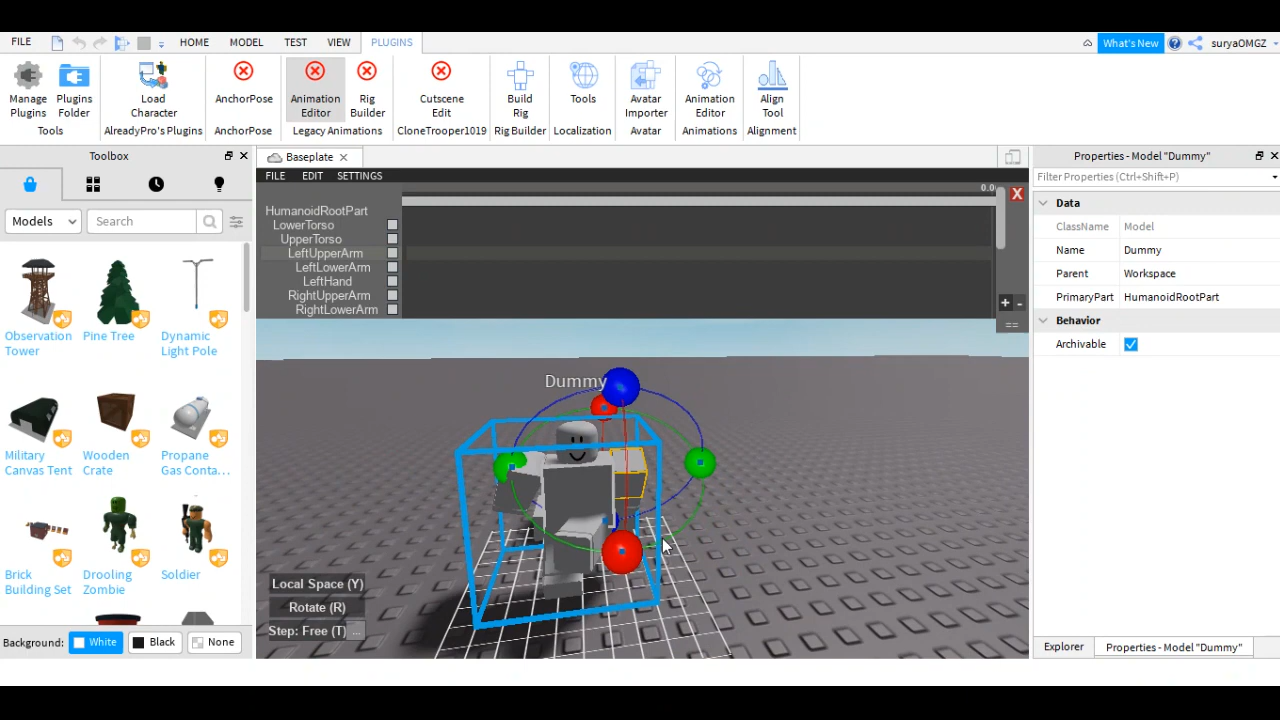 FILE HOME MODEL TEST VIEW PLUGINS What's New suryaOMGZ
Manage Plugins Plugins Folder Load Character AnchorPose Animation Editor Rig Builder Cutscene Edit Build Rig Tools Avatar Importer Animation Editor Align Tool
Tools AlreadyPro's Plugins AnchorPose Legacy Animations CloneTrooper1019 Rig Builder Localization Avatar Animations Alignment
Toolbox
Models Search
Observation Tower
Pine Tree
Dynamic Light Pole
Military Canvas Tent
Wooden Crate
Propane Gas Conta...
Brick Building Set
Drooling Zombie
Soldier
Background: White Black None
Baseplate
FILE EDIT SETTINGS
0.0
X
HumanoidRootPart
LowerTorso
UpperTorso
LeftUpperArm
LeftLowerArm
LeftHand
RightUpperArm
RightLowerArm
+ -
==
Dummy
Local Space (Y)
Rotate (R)
Step: Free (T) ...
Properties - Model "Dummy"
Filter Properties (Ctrl+Shift+P)
Data
ClassName Model
Name Dummy
Parent Workspace
PrimaryPart HumanoidRootPart
Behavior
Archivable
Explorer Properties - Model "Dummy"